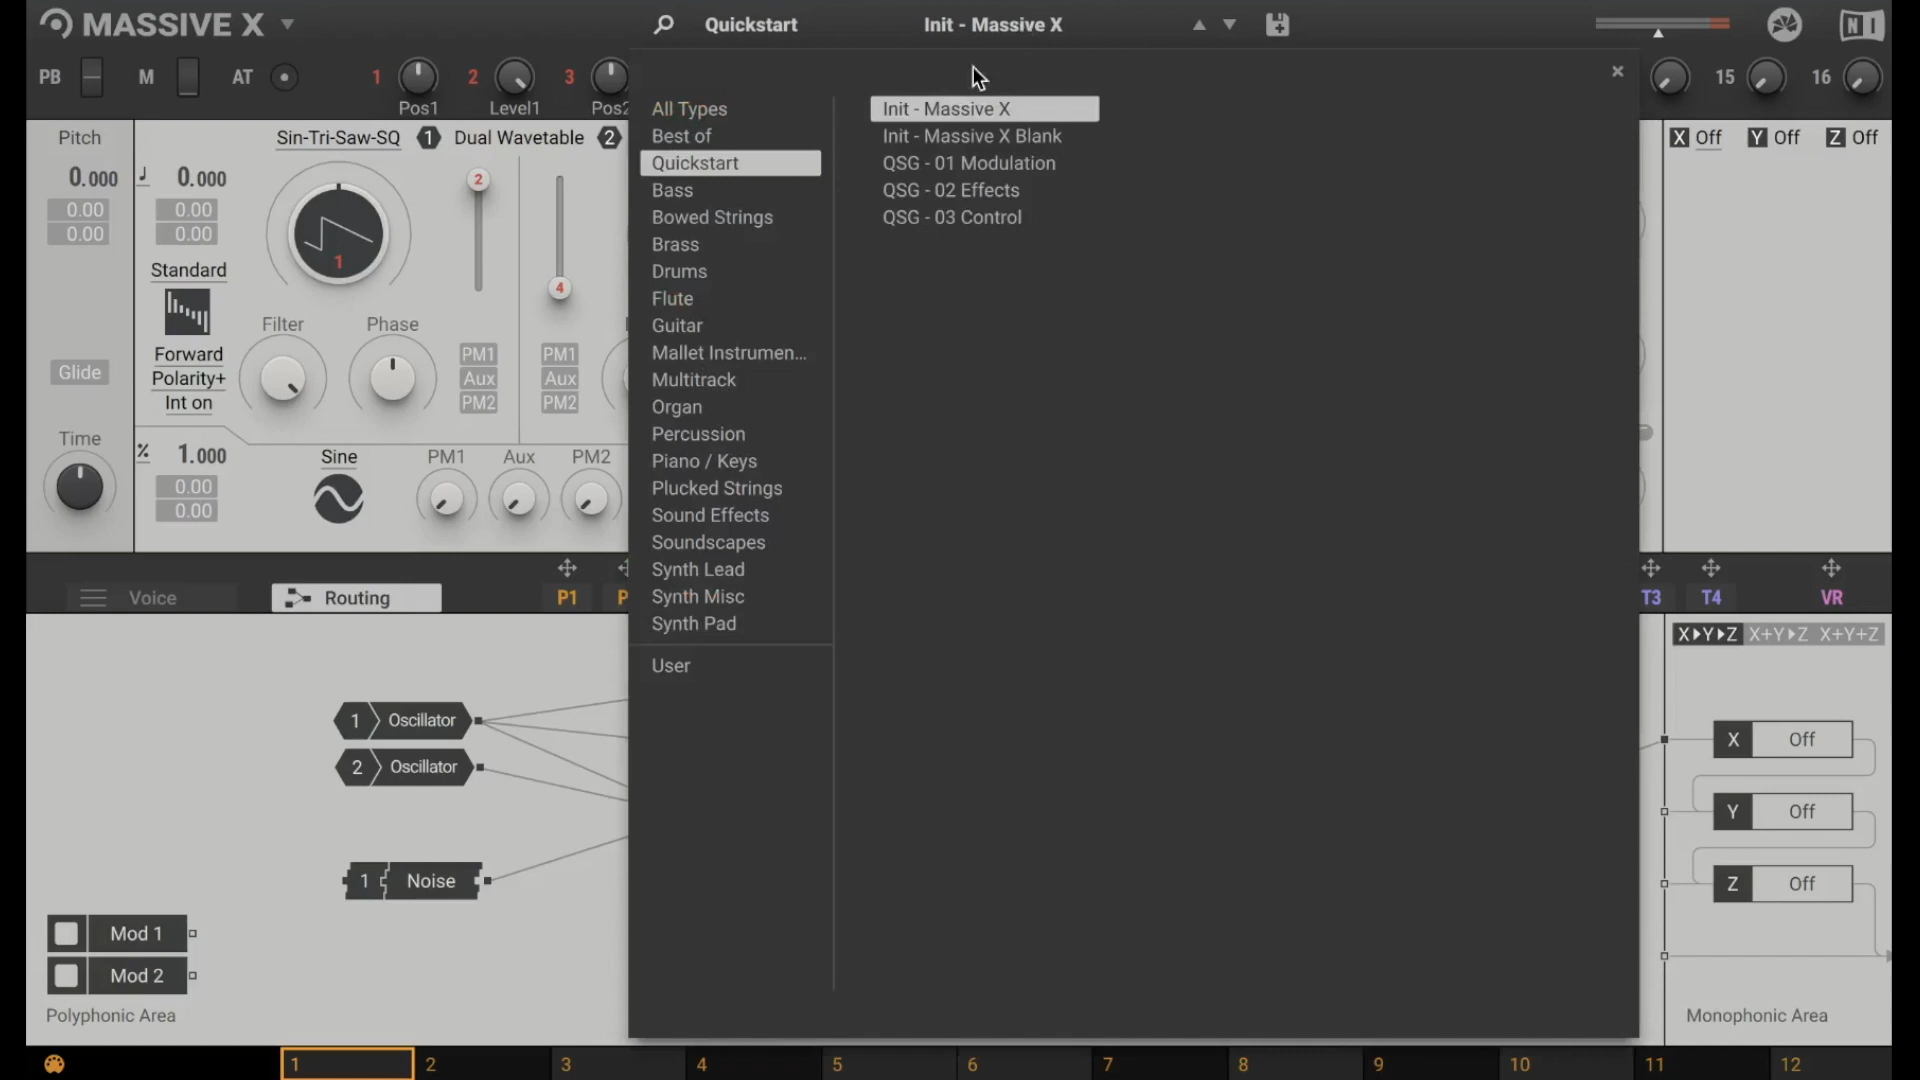 MASSIVE X
Quickstart
Init - Massive X
NI
PB
M
AT
1
2
3
Pos1
Level1
15
16
All Types
Best of
Quickstart
Bass
Bowed Strings
Brass
Drums
Flute
Guitar
Mallet Instrumen...
Multitrack
Organ
Percussion
Piano / Keys
Plucked Strings
Sound Effects
Soundscapes
Synth Lead
Synth Misc
Synth Pad
User
Init - Massive X
Init - Massive X Blank
QSG - 01 Modulation
QSG - 02 Effects
QSG - 03 Control
Pitch
0.000
0.00
0.00
Glide
Time
0.000
0.00
0.00
Standard
Forward
Polarity+
Int on
Sin-Tri-Saw-SQ 1 Dual Wavetable 2
1
2
4
Filter
Phase
PM1
Aux
PM2
PM1
Aux
PM2
% 1.000
0.00
0.00
Sine
PM1
Aux
PM2
X Off
Y Off
Z Off
Voice
Routing
P1
T3
T4
VR
1 Oscillator
2 Oscillator
1 Noise
Mod 1
Mod 2
Polyphonic Area
X▸Y▸Z X+Y▸Z X+Y+Z
X Off
Y Off
Z Off
Monophonic Area
1 2 3 4 5 6 7 8 9 10 11 12